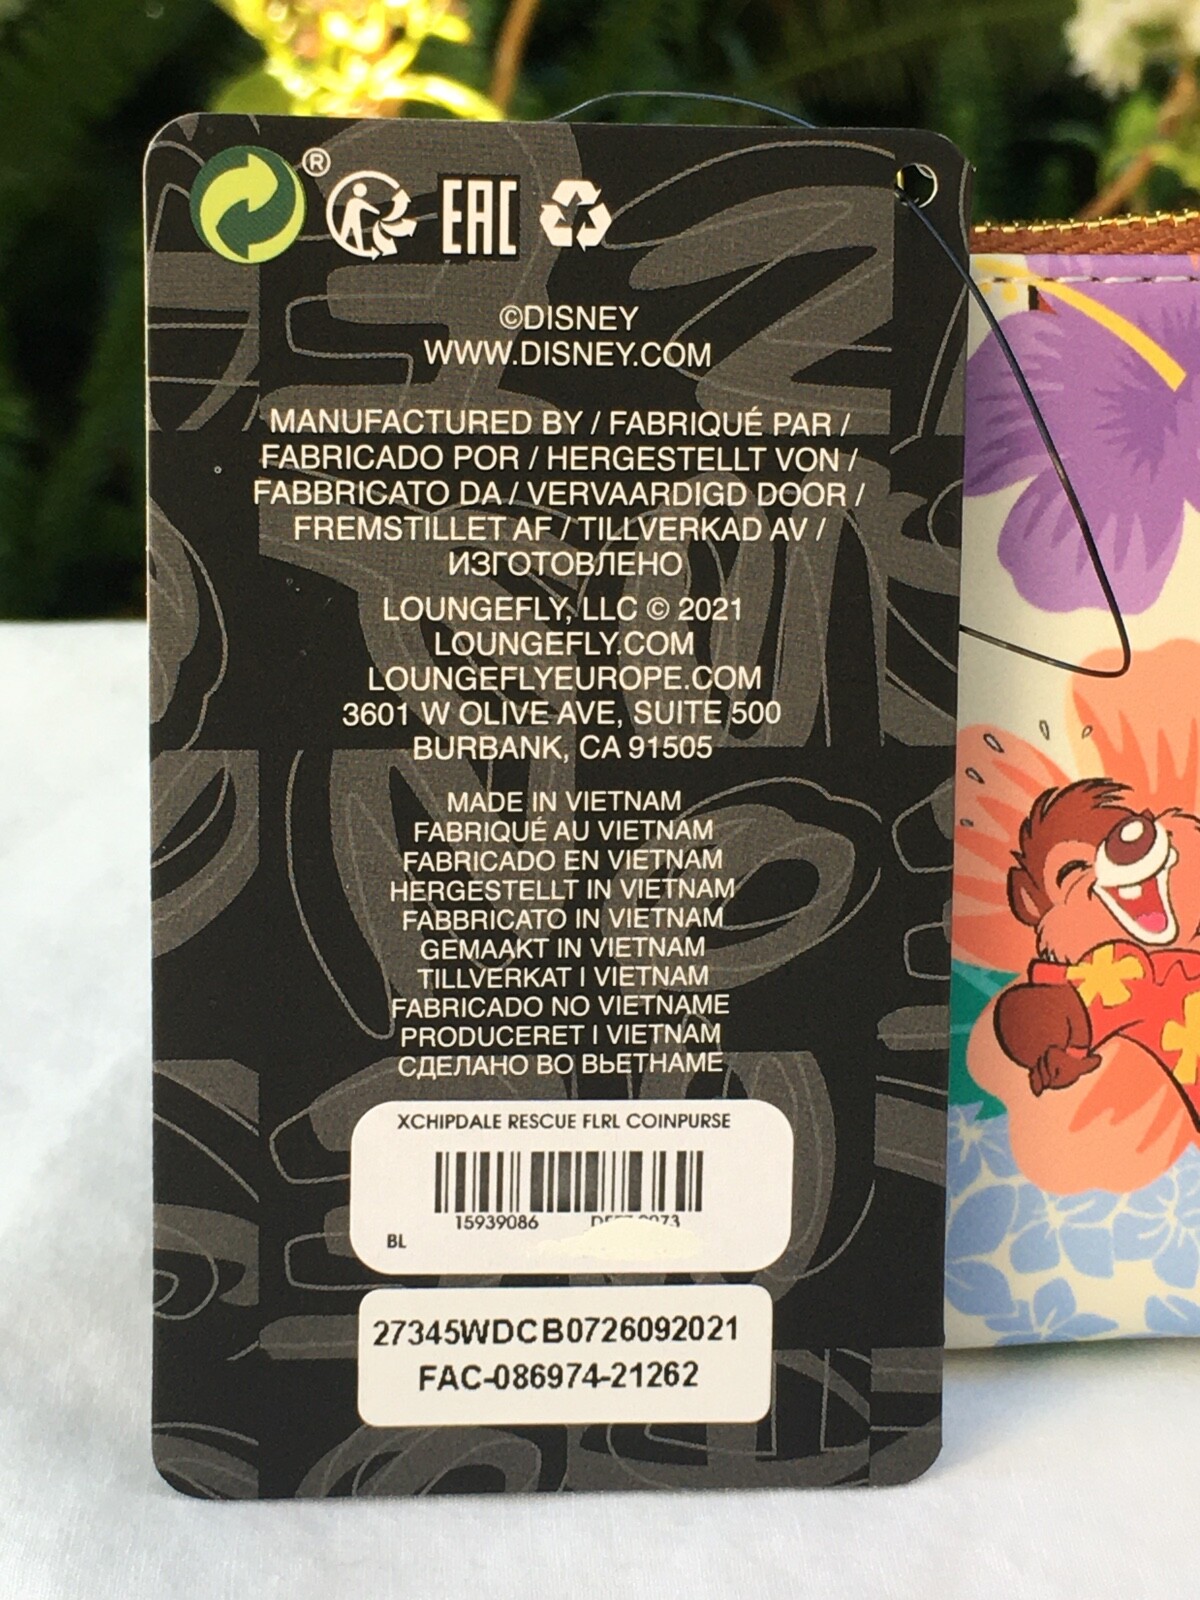 ®
EAC
©DISNEY
WWW.DISNEY.COM
MANUFACTURED BY / FABRIQUÉ PAR /
FABRICADO POR / HERGESTELLT VON /
FABBRICATO DA / VERVAARDIGD DOOR /
FREMSTILLET AF / TILLVERKAD AV /
ИЗГОТОВЛЕНО
LOUNGEFLY, LLC © 2021
LOUNGEFLY.COM
LOUNGEFLYEUROPE.COM
3601 W OLIVE AVE, SUITE 500
BURBANK, CA 91505
MADE IN VIETNAM
FABRIQUÉ AU VIETNAM
FABRICADO EN VIETNAM
HERGESTELLT IN VIETNAM
FABBRICATO IN VIETNAM
GEMAAKT IN VIETNAM
TILLVERKAT I VIETNAM
FABRICADO NO VIETNAME
PRODUCERET I VIETNAM
СДЕЛАНО ВО ВЬЕТНАМЕ
XCHIPDALE RESCUE FLRL COINPURSE
15939086
BL
27345WDCB0726092021
FAC-086974-21262